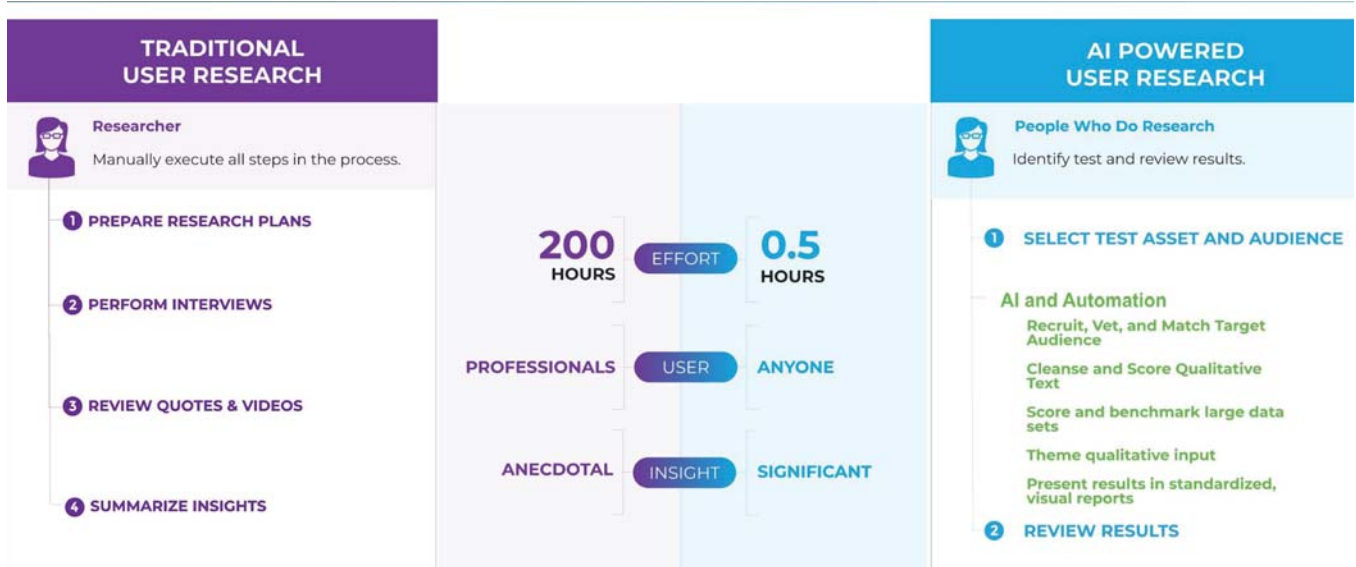 TRADITIONAL
USER RESEARCH
Researcher
Manually execute all steps in the process.
1 PREPARE RESEARCH PLANS
2 PERFORM INTERVIEWS
3 REVIEW QUOTES & VIDEOS
4 SUMMARIZE INSIGHTS
200
HOURS
EFFORT
0.5
HOURS
PROFESSIONALS
USER
ANYONE
ANECDOTAL
INSIGHT
SIGNIFICANT
AI POWERED
USER RESEARCH
People Who Do Research
Identify test and review results.
1 SELECT TEST ASSET AND AUDIENCE
AI and Automation
Recruit, Vet, and Match Target
Audience
Cleanse and Score Qualitative
Text
Score and benchmark large data
sets
Theme qualitative input
Present results in standardized,
visual reports
2 REVIEW RESULTS